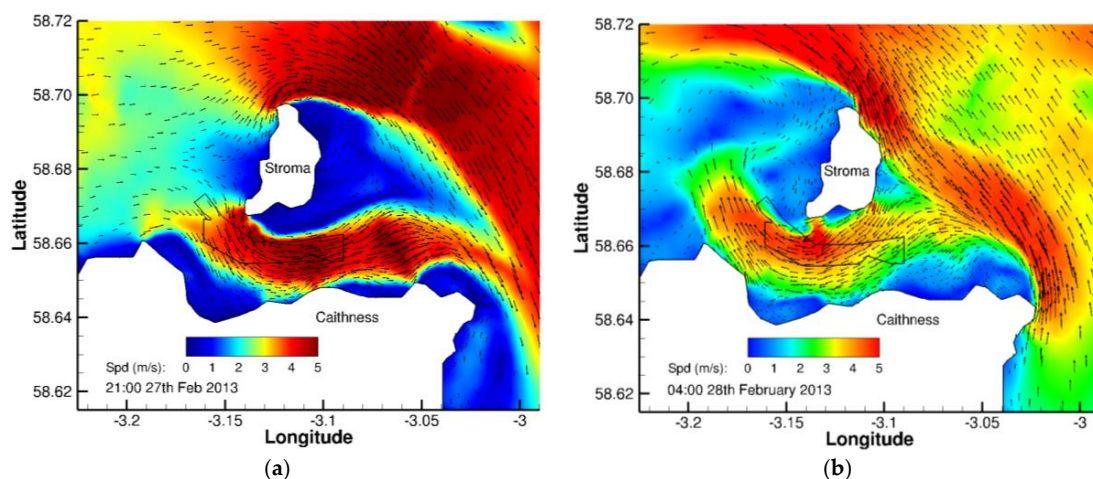 58.72
58.70
58.68
58.66
58.64
58.62
Latitude
Stroma
Caithness
Spd (m/s): 0 1 2 3 4 5
21:00 27th Feb 2013
-3.2 -3.15 -3.1 -3.05 -3
Longitude
(a)
58.72
58.70
58.68
58.66
58.64
58.62
Latitude
Stroma
Caithness
Spd (m/s): 0 1 2 3 4 5
04:00 28th February 2013
-3.2 -3.15 -3.1 -3.05 -3
Longitude
(b)